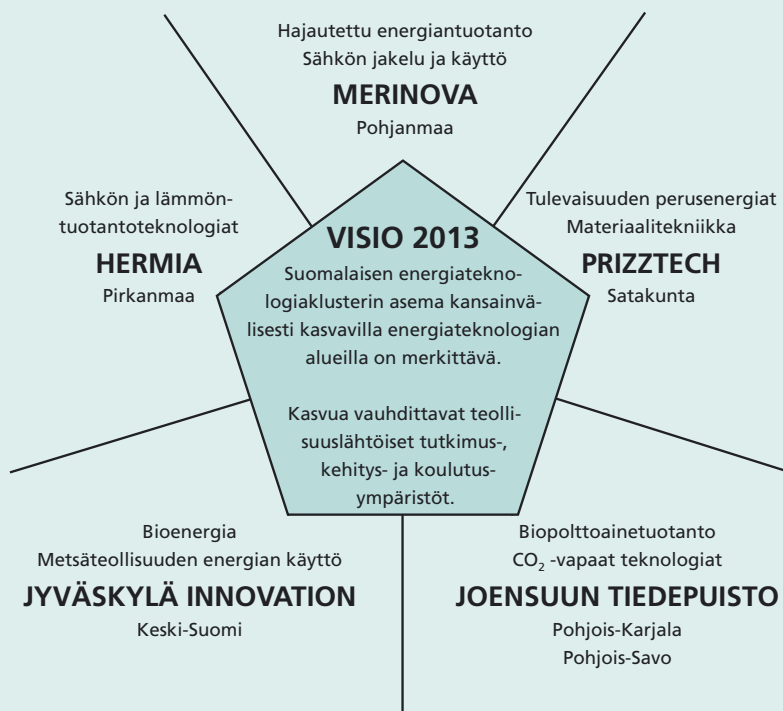 Hajautettu energiantuotanto
Sähkön jakelu ja käyttö
MERINOVA
Pohjanmaa
Sähkön ja lämmön-
tuotantoteknologiat
HERMIA
Pirkanmaa
Tulevaisuuden perusenergiat
Materiaalitekniikka
PRIZZTECH
Satakunta
VISIO 2013
Suomalaisen energiatekno-
logiaklusterin asema kansainvä-
lisesti kasvavilla energiateknologian
alueilla on merkittävä.
Kasvua vauhdittavat teolli-
suuslähtöiset tutkimus-,
kehitys- ja koulutus-
ympäristöt.
Bioenergia
Metsäteollisuuden energian käyttö
JYVÄSKYLÄ INNOVATION
Keski-Suomi
Biopolttoainetuotanto
CO₂ -vapaat teknologiat
JOENSUUN TIEDEPUISTO
Pohjois-Karjala
Pohjois-Savo